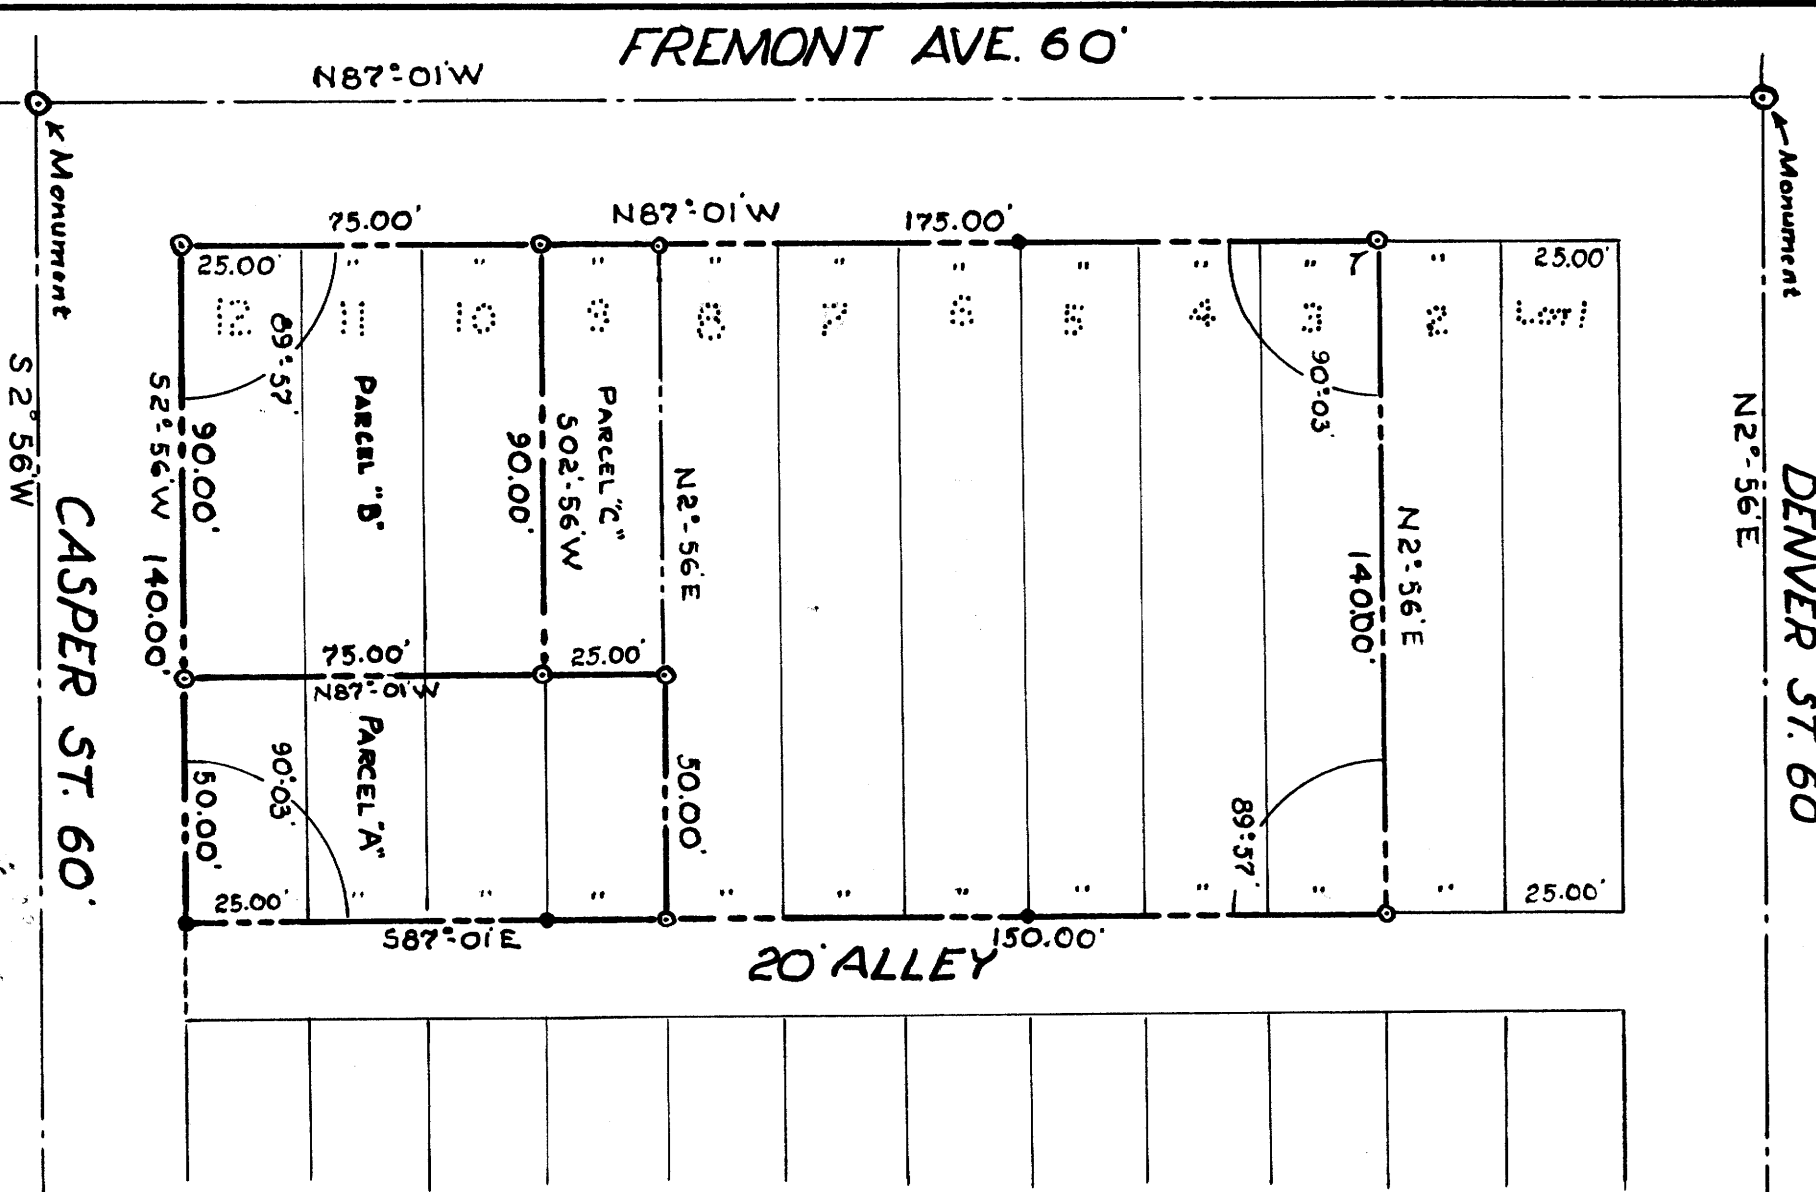 FREMONT AVE. 60'
N87°-01'W
Monument
Monument
75.00'
N87°-01'W
175.00'
25.00' " " " " " " " " " " 25.00'
12 11 10 9 8 7 6 5 4 3 2 LOT 1
89°-57'
90°-03'
S 2° 56'W
S2°-56'W 140.00'
90.00'
PARCEL "B"
90.00'
S02°-56'W
PARCEL "C"
N2°-56'E
N2°-56'E
140.00'
N2°-56'E
CASPER ST. 60'
DENVER ST. 60
75.00'
25.00'
N87°-01'W
PARCEL "A"
90°-03'
50.00'
50.00'
89°-57'
25.00' " " " " " " " " " " 25.00'
S87°-01'E
150.00'
20' ALLEY